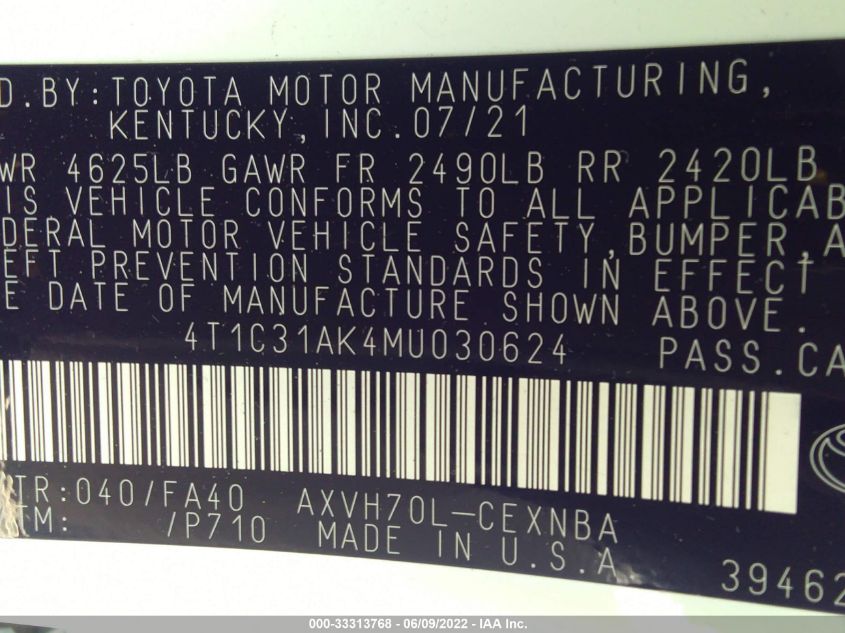 D.BY:TOYOTA MOTOR MANUFACTURING,
KENTUCKY, INC. 07/21
WR 4625LB GAWR FR 2490LB RR 2420LB
IS VEHICLE CONFORMS TO ALL APPLICAB
DERAL MOTOR VEHICLE SAFETY, BUMPER, A
EFT PREVENTION STANDARDS IN EFFECT
E DATE OF MANUFACTURE SHOWN ABOVE.
4T1C31AK4MU030624 PASS.CA
TR:040/FA40 AXVH70L-CEXNBA
TM: /P710 MADE IN U.S.A
39462
000-33313768 - 06/09/2022 - IAA Inc.